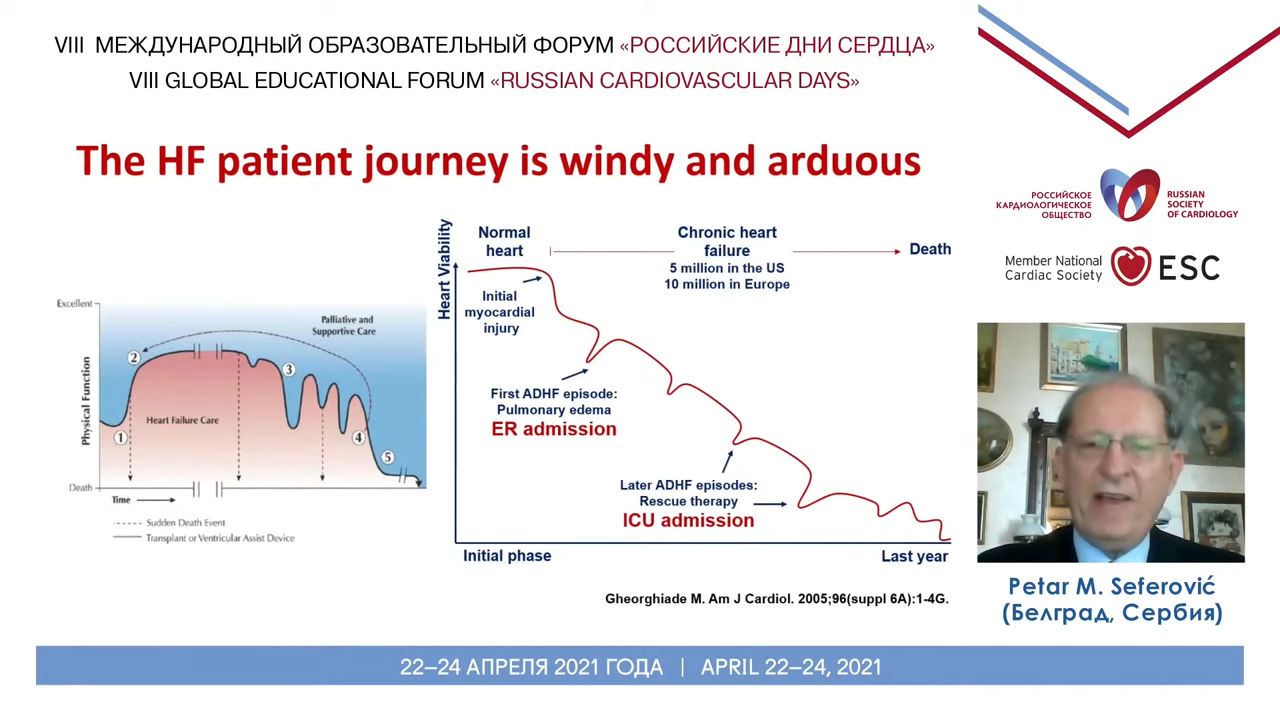 VIII МЕЖДУНАРОДНЫЙ ОБРАЗОВАТЕЛЬНЫЙ ФОРУМ «РОССИЙСКИЕ ДНИ СЕРДЦА»
VIII GLOBAL EDUCATIONAL FORUM «RUSSIAN CARDIOVASCULAR DAYS»
The HF patient journey is windy and arduous
Excellent
Physical Function
Death
Time
Palliative and
Supportive Care
Heart Failure Care
1
2
3
4
5
Sudden Death Event
Transplant or Ventricular Assist Device
Heart Viability
Normal
heart
Chronic heart
failure
5 million in the US
10 million in Europe
Death
Initial
myocardial
injury
First ADHF episode:
Pulmonary edema
ER admission
Later ADHF episodes:
Rescue therapy
ICU admission
Initial phase
Last year
Gheorghiade M. Am J Cardiol. 2005;96(suppl 6A):1-4G.
РОССИЙСКОЕ
КАРДИОЛОГИЧЕСКОЕ
ОБЩЕСТВО
RUSSIAN
SOCIETY
OF CARDIOLOGY
Member National
Cardiac Society
ESC
Petar M. Seferović
(Белград, Сербия)
22–24 АПРЕЛЯ 2021 ГОДА | APRIL 22–24, 2021